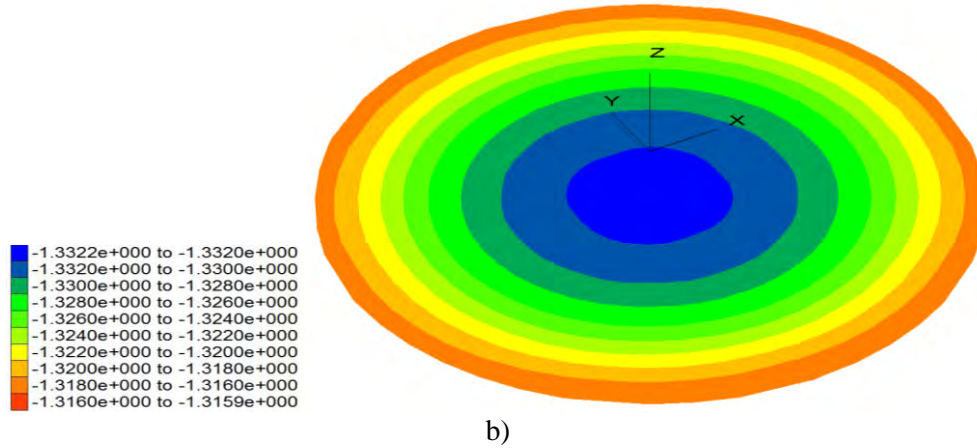 Z
Y
X
-1.3322e+000 to -1.3320e+000
-1.3320e+000 to -1.3300e+000
-1.3300e+000 to -1.3280e+000
-1.3280e+000 to -1.3260e+000
-1.3260e+000 to -1.3240e+000
-1.3240e+000 to -1.3220e+000
-1.3220e+000 to -1.3200e+000
-1.3200e+000 to -1.3180e+000
-1.3180e+000 to -1.3160e+000
-1.3160e+000 to -1.3159e+000
b)